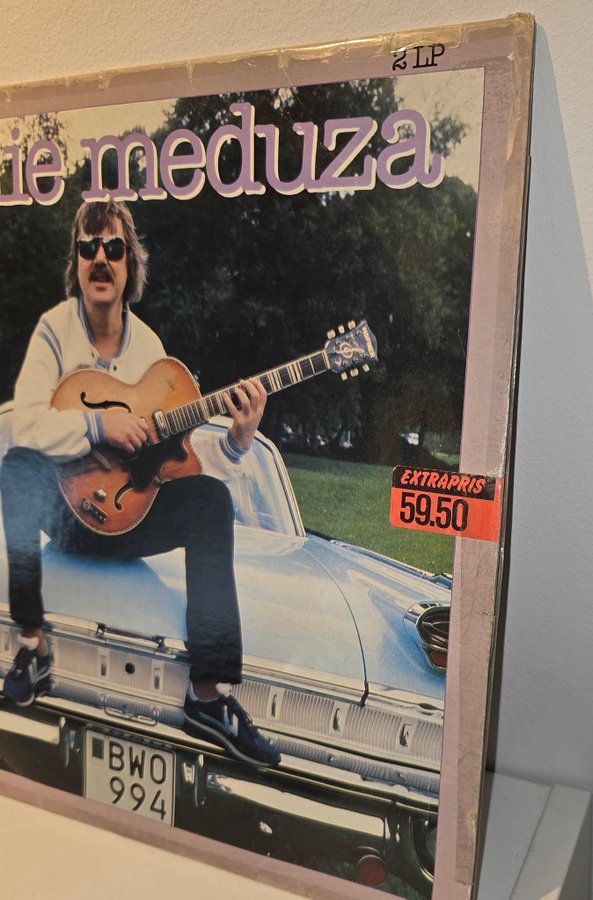 2 LP
ie meduza
EXTRAPRIS
59.50
BWO
994